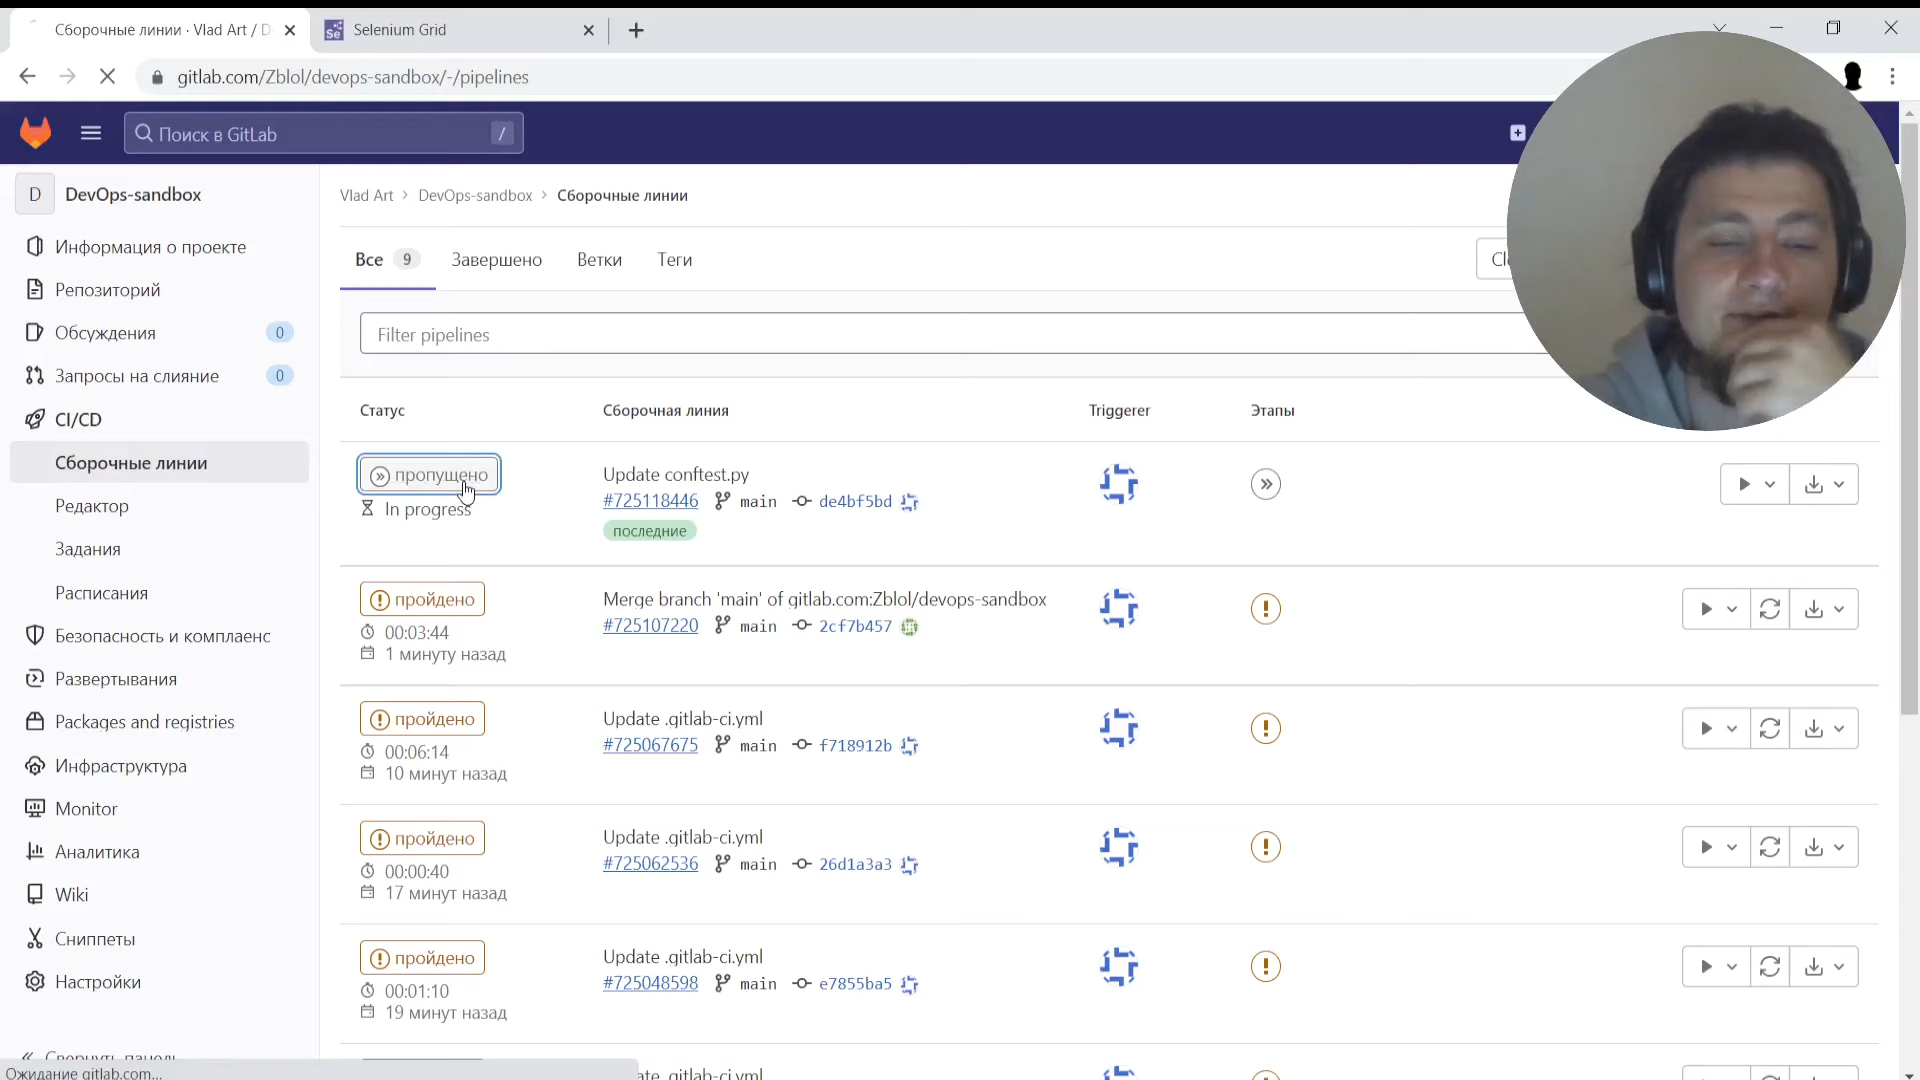 Сборочные линии · Vlad Art / D
Selenium Grid
gitlab.com/Zblol/devops-sandbox/-/pipelines
Поиск в GitLab
/
D
DevOps-sandbox
Информация о проекте
Репозиторий
Обсуждения
0
Запросы на слияние
0
CI/CD
Сборочные линии
Редактор
Задания
Расписания
Безопасность и комплаенс
Развертывания
Packages and registries
Инфраструктура
Monitor
Аналитика
Wiki
Сниппеты
Настройки
Свернуть панель
Ожидание gitlab.com...
Vlad Art › DevOps-sandbox › Сборочные линии
Все 9 Завершено Ветки Теги
Filter pipelines
Статус Сборочная линия Triggerer Этапы
пропущено
In progress
Update conftest.py
#725118446 main de4bf5bd
последние
пройдено
00:03:44
1 минуту назад
Merge branch 'main' of gitlab.com:Zblol/devops-sandbox
#725107220 main 2cf7b457
пройдено
00:06:14
10 минут назад
Update .gitlab-ci.yml
#725067675 main f718912b
пройдено
00:00:40
17 минут назад
Update .gitlab-ci.yml
#725062536 main 26d1a3a3
пройдено
00:01:10
19 минут назад
Update .gitlab-ci.yml
#725048598 main e7855ba5
.gitlab-ci.yml